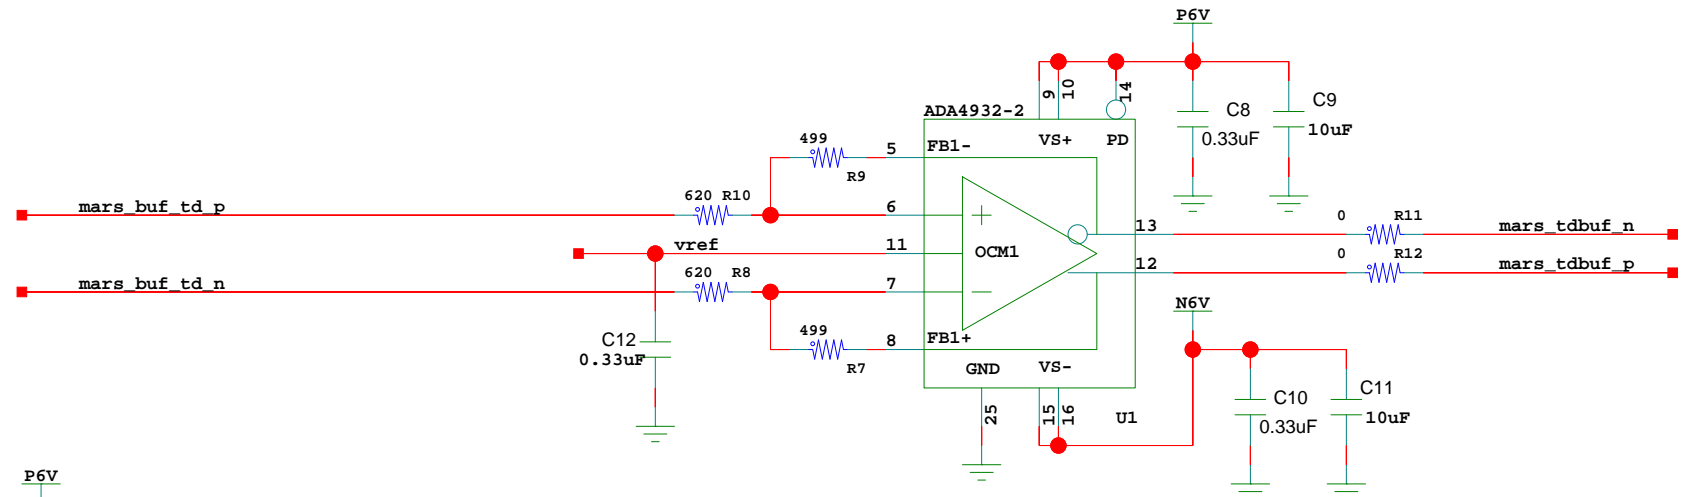 P6V
9
10
14
ADA4932-2
C8
0.33uF
C9
10uF
VS+
PD
499
R9
5
FB1-
mars_buf_td_p
620 R10
6
13
0
R11
mars_tdbuf_n
vref
11
OCM1
12
0
R12
mars_tdbuf_p
mars_buf_td_n
620 R8
7
N6V
499
R7
8
FB1+
C12
0.33uF
GND
VS-
25
15
16
U1
C10
0.33uF
C11
10uF
P6V